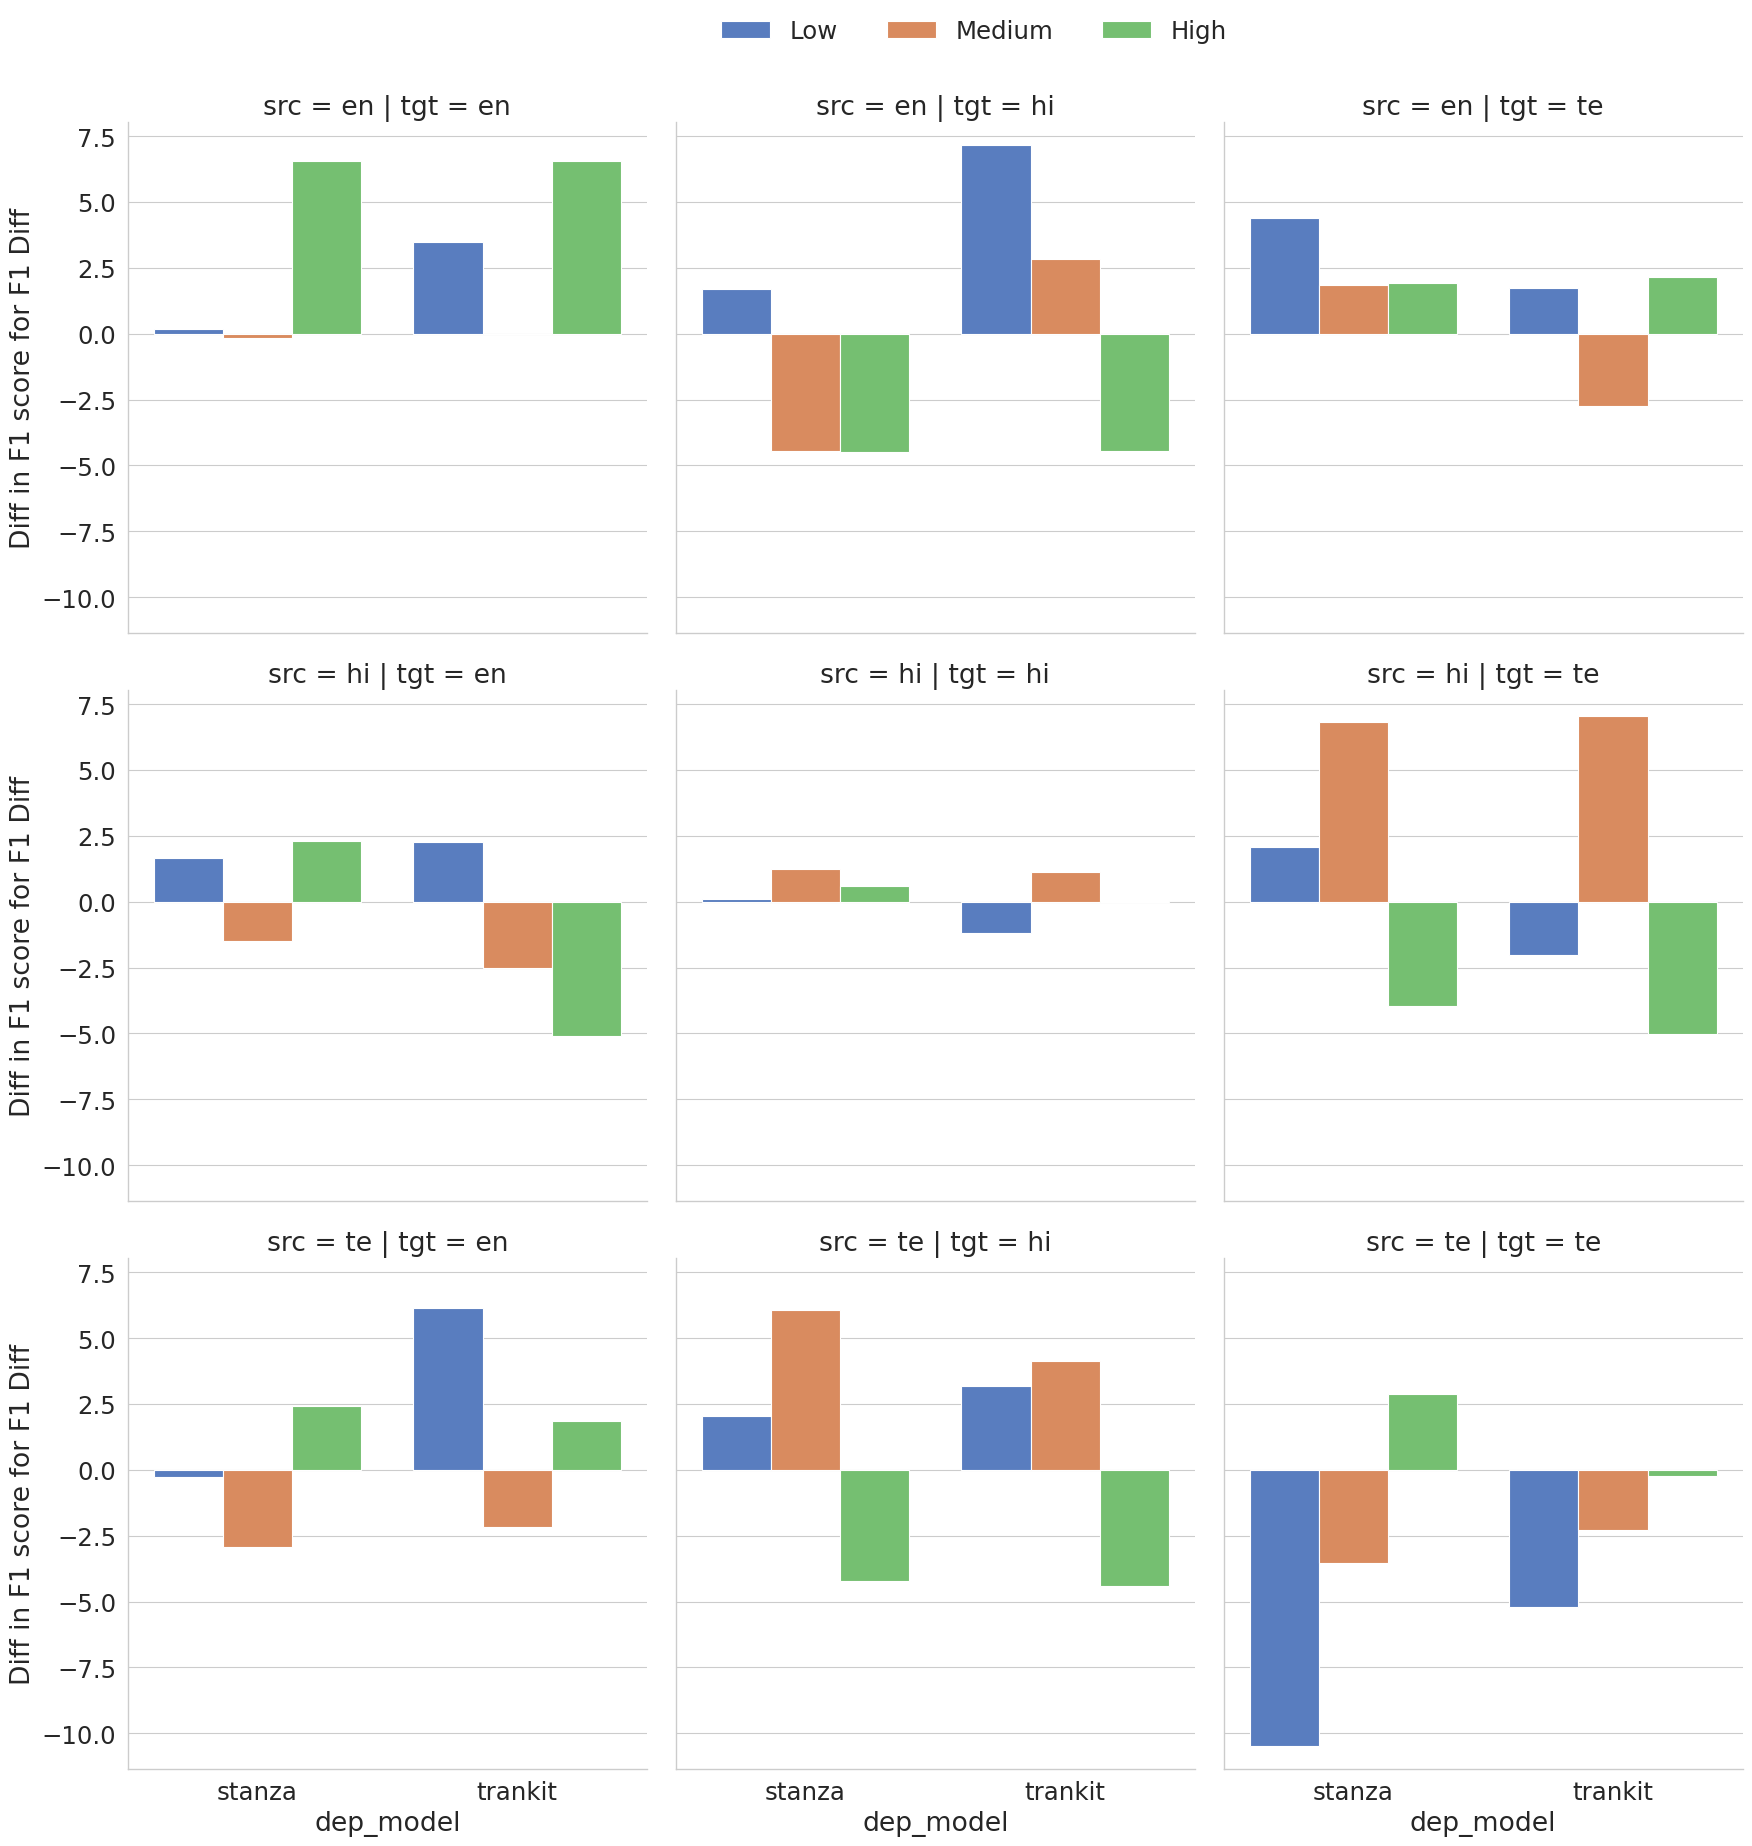 Low Medium High
src = en | tgt = en
src = en | tgt = hi
src = en | tgt = te
Diff in F1 score for F1 Diff
7.5
5.0
2.5
0.0
−2.5
−5.0
−7.5
−10.0
src = hi | tgt = en
src = hi | tgt = hi
src = hi | tgt = te
Diff in F1 score for F1 Diff
7.5
5.0
2.5
0.0
−2.5
−5.0
−7.5
−10.0
src = te | tgt = en
src = te | tgt = hi
src = te | tgt = te
Diff in F1 score for F1 Diff
7.5
5.0
2.5
0.0
−2.5
−5.0
−7.5
−10.0
stanza trankit
dep_model
stanza trankit
dep_model
stanza trankit
dep_model